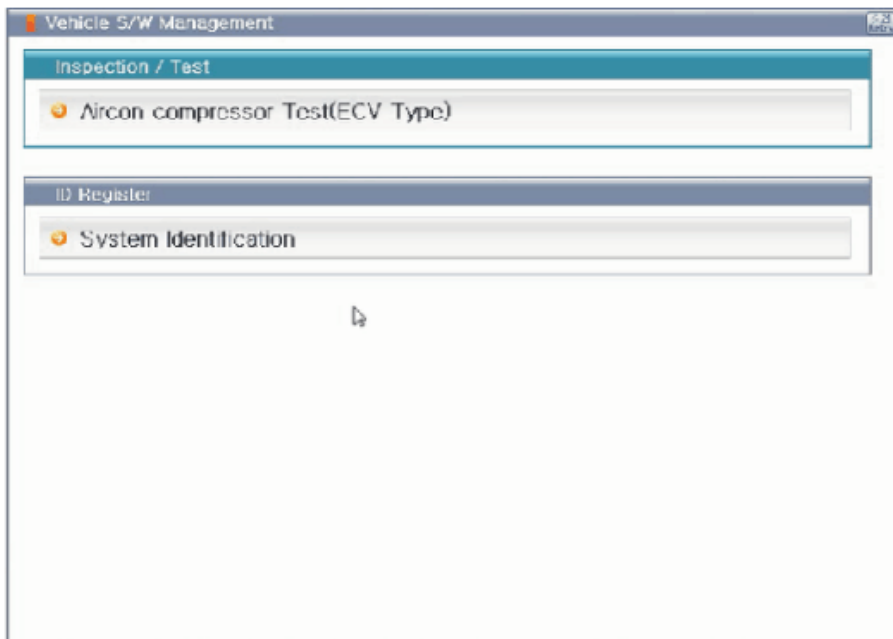 Vehicle S/W Management
Inspection / Test
Aircon compressor Test(ECV Type)
ID Register
System Identification